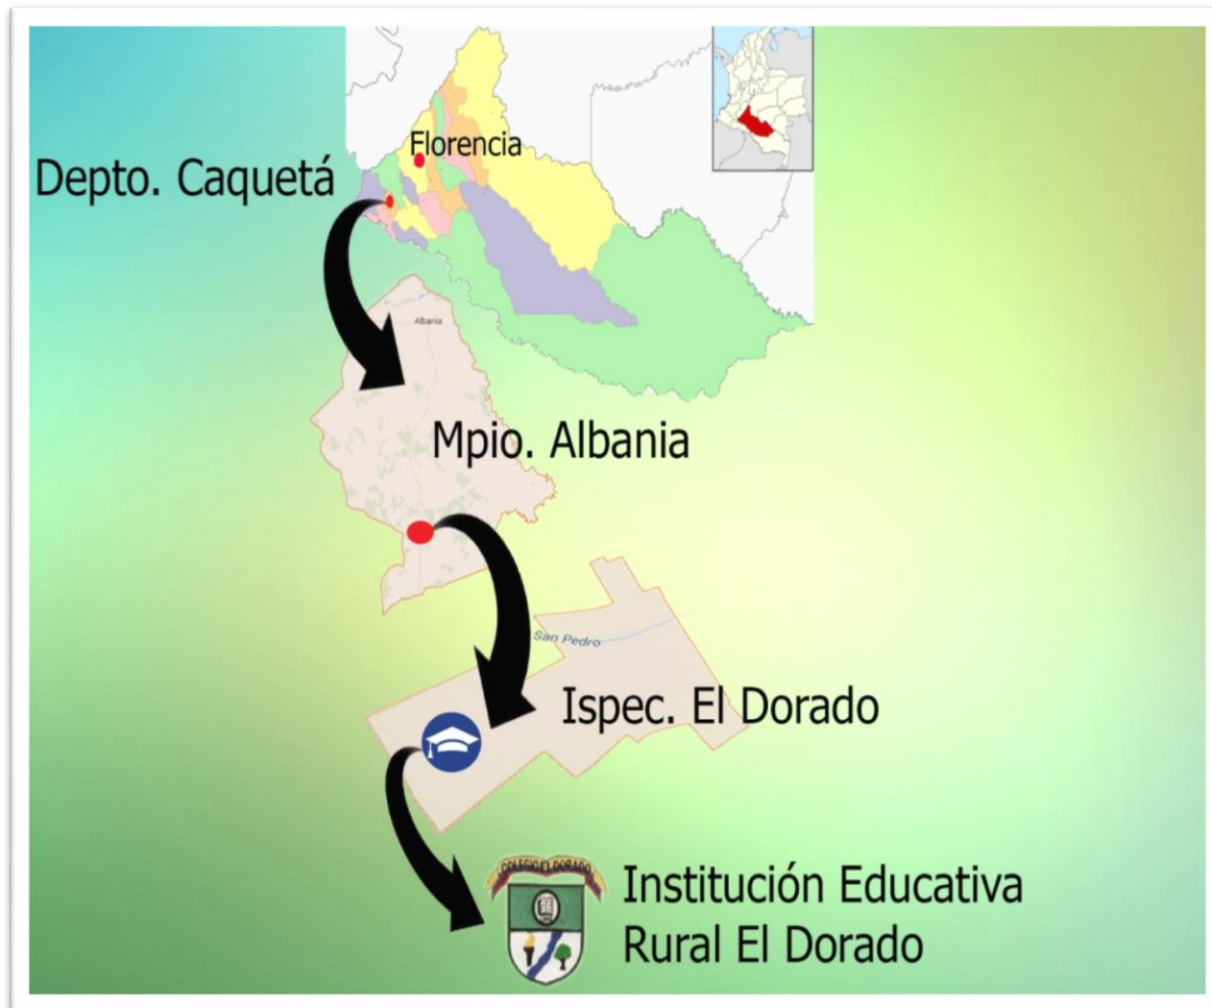 Florencia
Depto. Caquetá
Albania
Mpio. Albania
San Pedro
Ispec. El Dorado
COLEGIO EL DORADO
Institución Educativa
Rural El Dorado